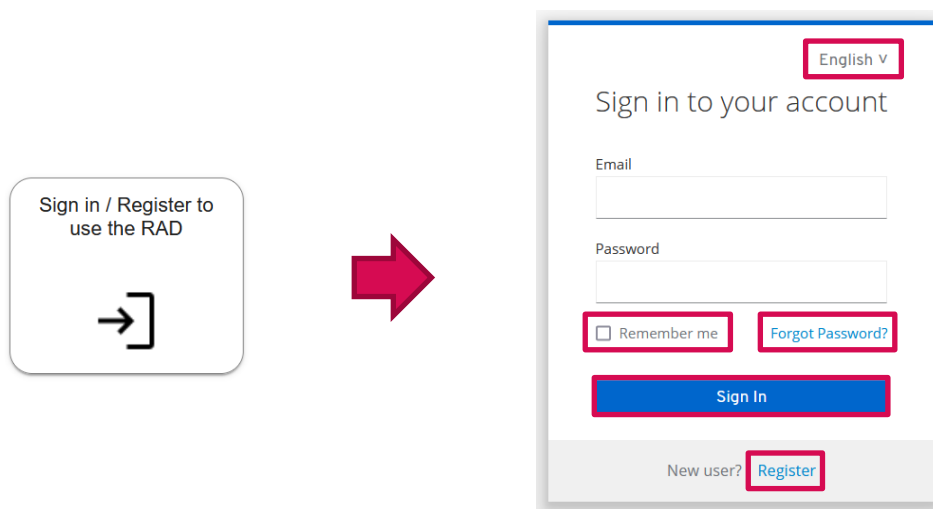 Sign in / Register to
use the RAD
English v
Sign in to your account
Email
Password
Remember me
Forgot Password?
Sign In
New user? Register